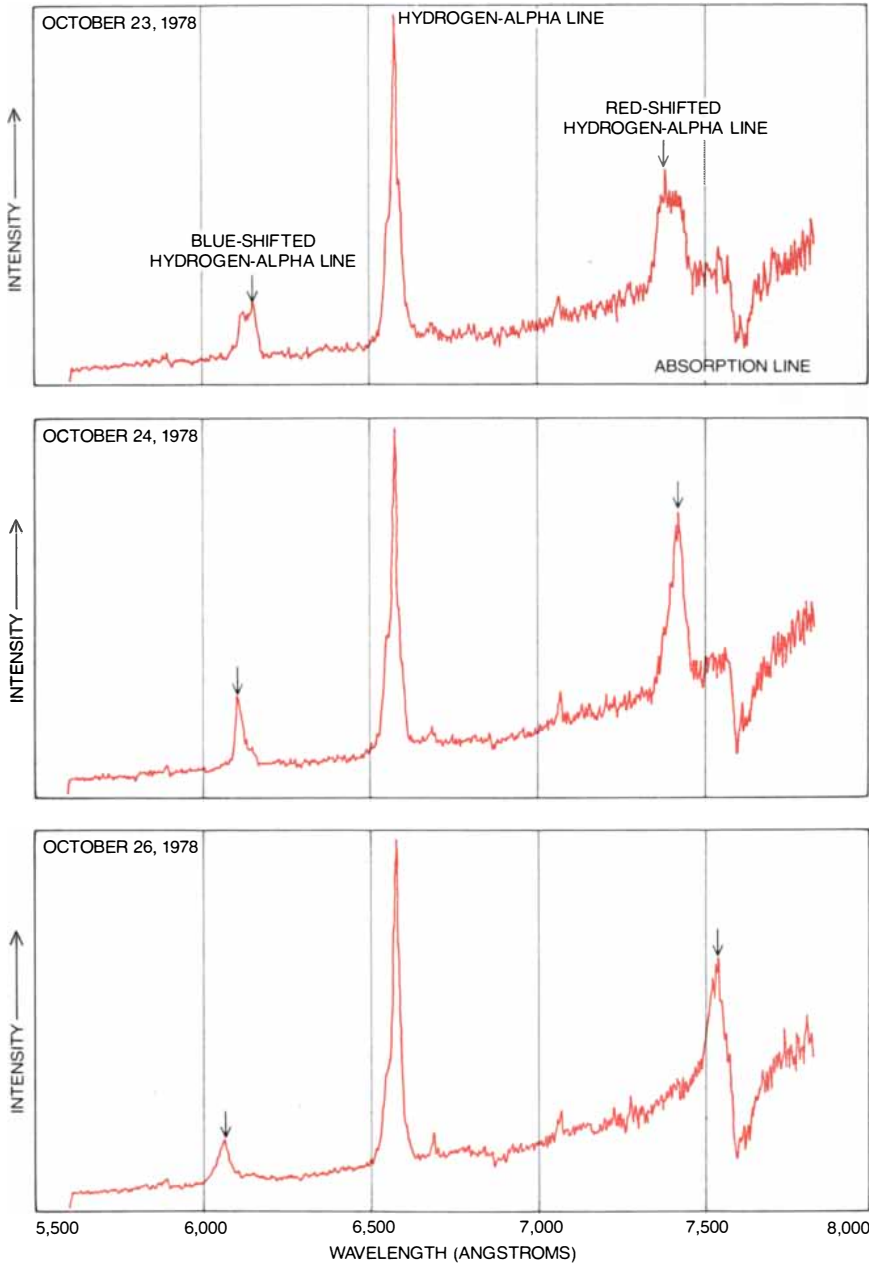 OCTOBER 23, 1978
HYDROGEN-ALPHA LINE
RED-SHIFTED
HYDROGEN-ALPHA LINE
BLUE-SHIFTED
HYDROGEN-ALPHA LINE
INTENSITY
ABSORPTION LINE
OCTOBER 24, 1978
INTENSITY
OCTOBER 26, 1978
INTENSITY
5,500 6,000 6,500 7,000 7,500 8,000
WAVELENGTH (ANGSTROMS)